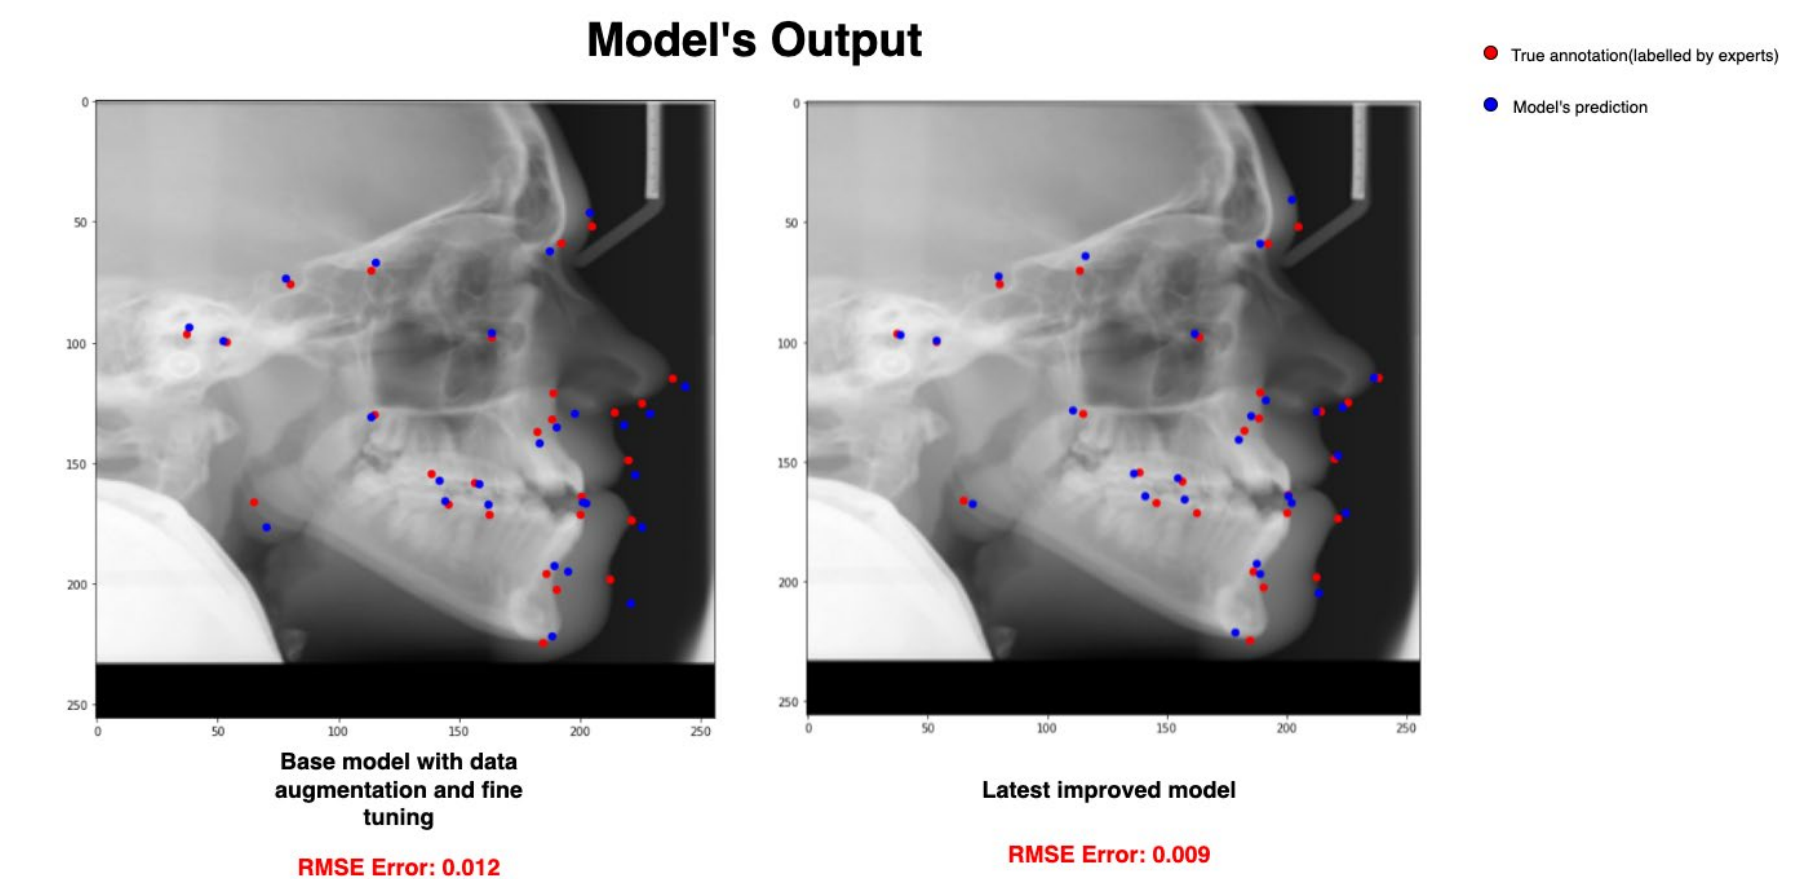 Model's Output
True annotation(labelled by experts)
Model's prediction
0
50
100
150
200
250
0
50
100
150
200
250
0
50
100
150
200
250
0
50
100
150
200
250
Base model with data
augmentation and fine
tuning
RMSE Error: 0.012
Latest improved model
RMSE Error: 0.009